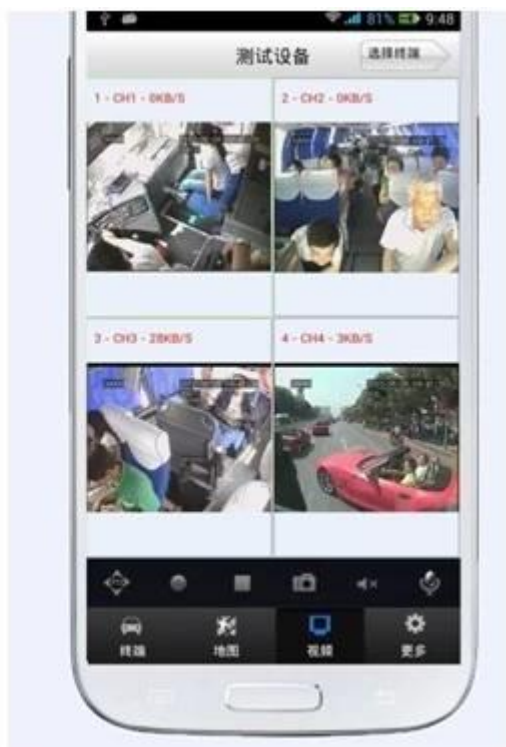 81% 9:48
测试设备
选择终端
1 - CH1 - 0KB/S
2 - CH2 - 0KB/S
3 - CH3 - 28KB/S
4 - CH4 - 3KB/S
终端
地图
视频
更多